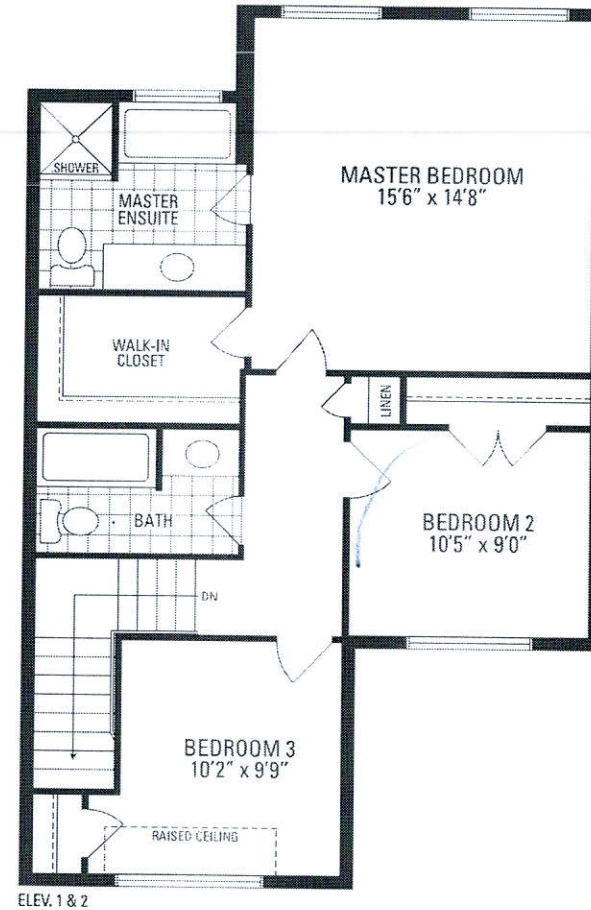 SHOWER
MASTER
ENSUITE
MASTER BEDROOM
15'6" x 14'8"
WALK-IN
CLOSET
LINEN
BATH
BEDROOM 2
10'5" x 9'0"
DN
BEDROOM 3
10'2" x 9'9"
RAISED CEILING
ELEV. 1 & 2